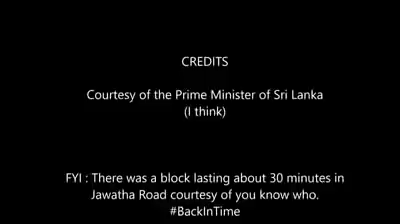 CREDITS
Courtesy of the Prime Minister of Sri Lanka
(I think)
FYI : There was a block lasting about 30 minutes in
Jawatha Road courtesy of you know who.
#BackInTime